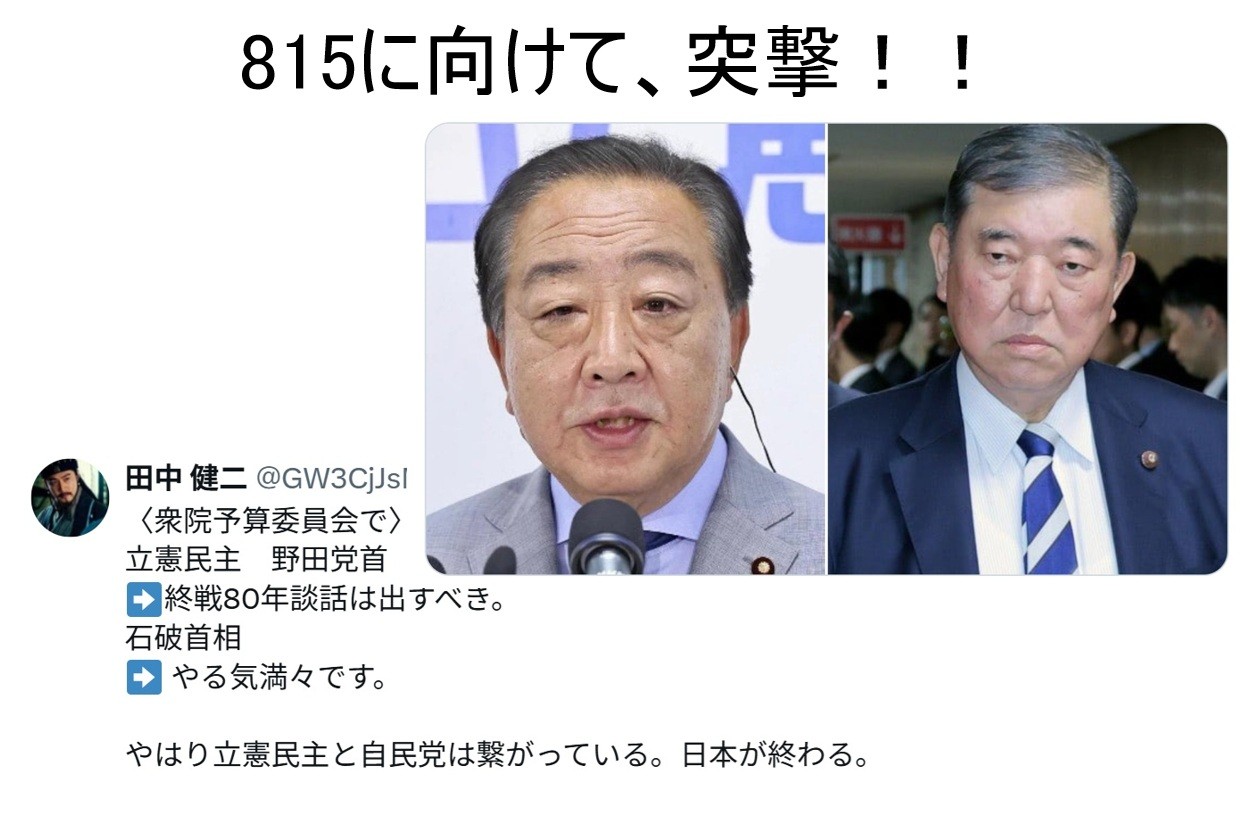 815に向けて、突撃！！
田中 健二 @GW3CjJsI
〈衆院予算委員会で〉
立憲民主　野田党首
➡終戦80年談話は出すべき。
石破首相
➡ やる気満々です。
やはり立憲民主と自民党は繋がっている。日本が終わる。